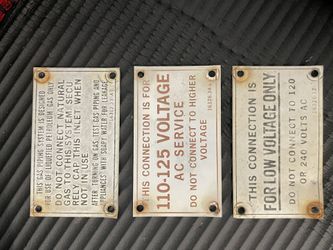 THIS GAS PIPING SYSTEM IS DESIGNED
FOR USE OF LIQUEFIED PETROLEUM GAS ONLY
DO NOT CONNECT NATURAL
GAS TO THIS SYSTEM. SECU
RELY CAP THIS INLET WHEN
NOT IN USE
AFTER TURNING ON GAS, TEST GAS PIPING AND
APPLIANCES WITH SOAPY WATER FOR LEAKAGE
THIS CONNECTION IS FOR
110-125 VOLTAGE
AC SERVICE
DO NOT CONNECT TO HIGHER
VOLTAGE
THIS CONNECTION IS
FOR LOW VOLTAGE ONLY
DO NOT CONNECT TO 120
OR 240 VOLTS AC